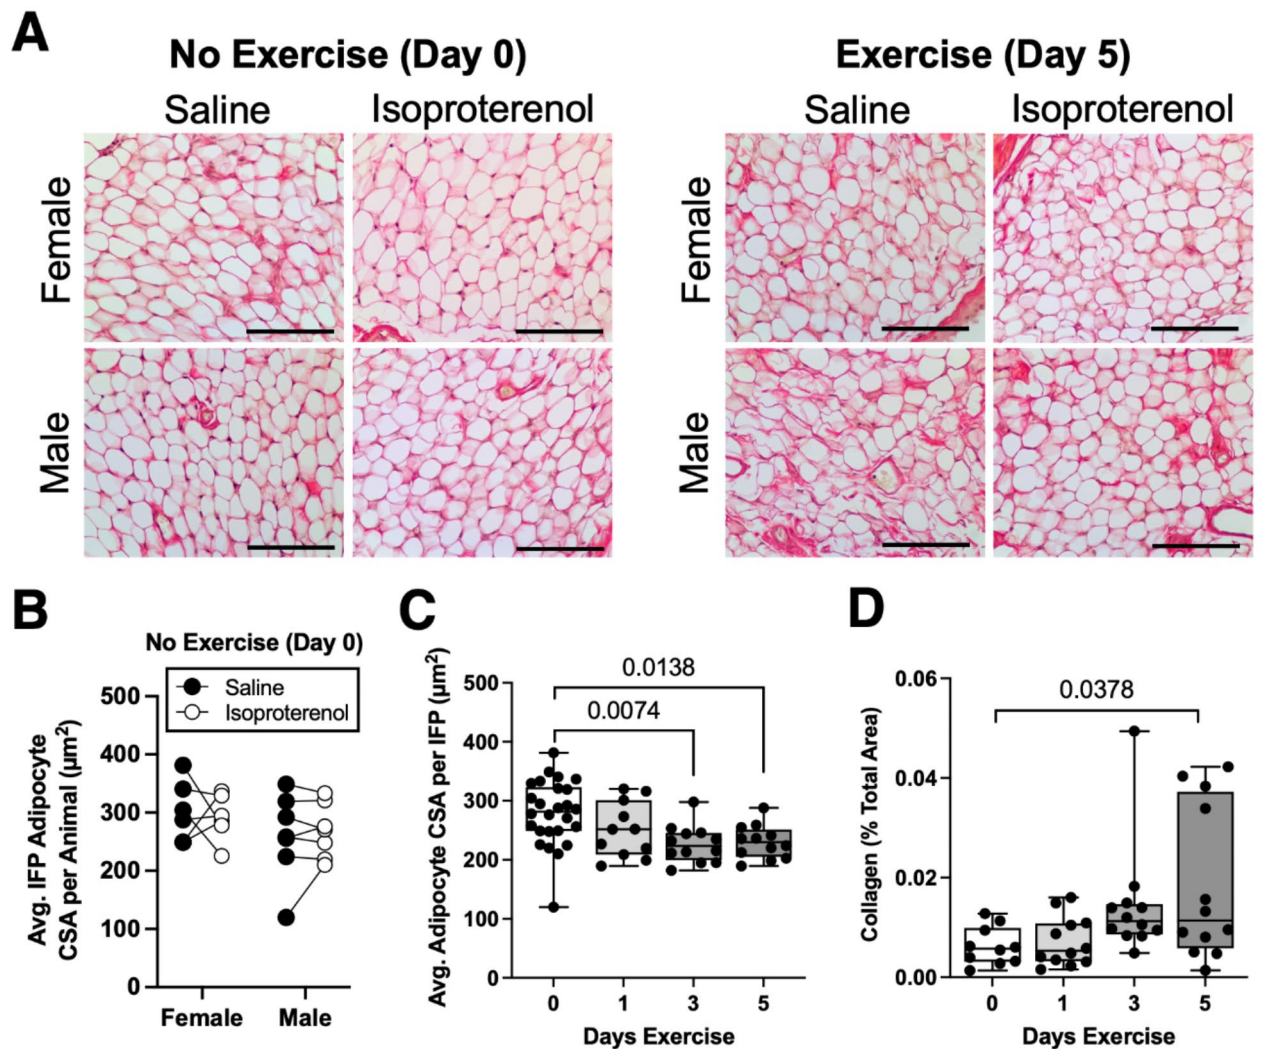 A
No Exercise (Day 0)
Exercise (Day 5)
Saline
Isoproterenol
Saline
Isoproterenol
Female
Female
Male
Male
B
No Exercise (Day 0)
Saline
Isoproterenol
Avg. IFP Adipocyte
CSA per Animal (µm²)
500
400
300
200
100
0
Female
Male
C
Avg. Adipocyte CSA per IFP (µm²)
0.0138
0.0074
500
400
300
200
100
0
0
1
3
5
Days Exercise
D
Collagen (% Total Area)
0.0378
0.06
0.04
0.02
0.00
0
1
3
5
Days Exercise